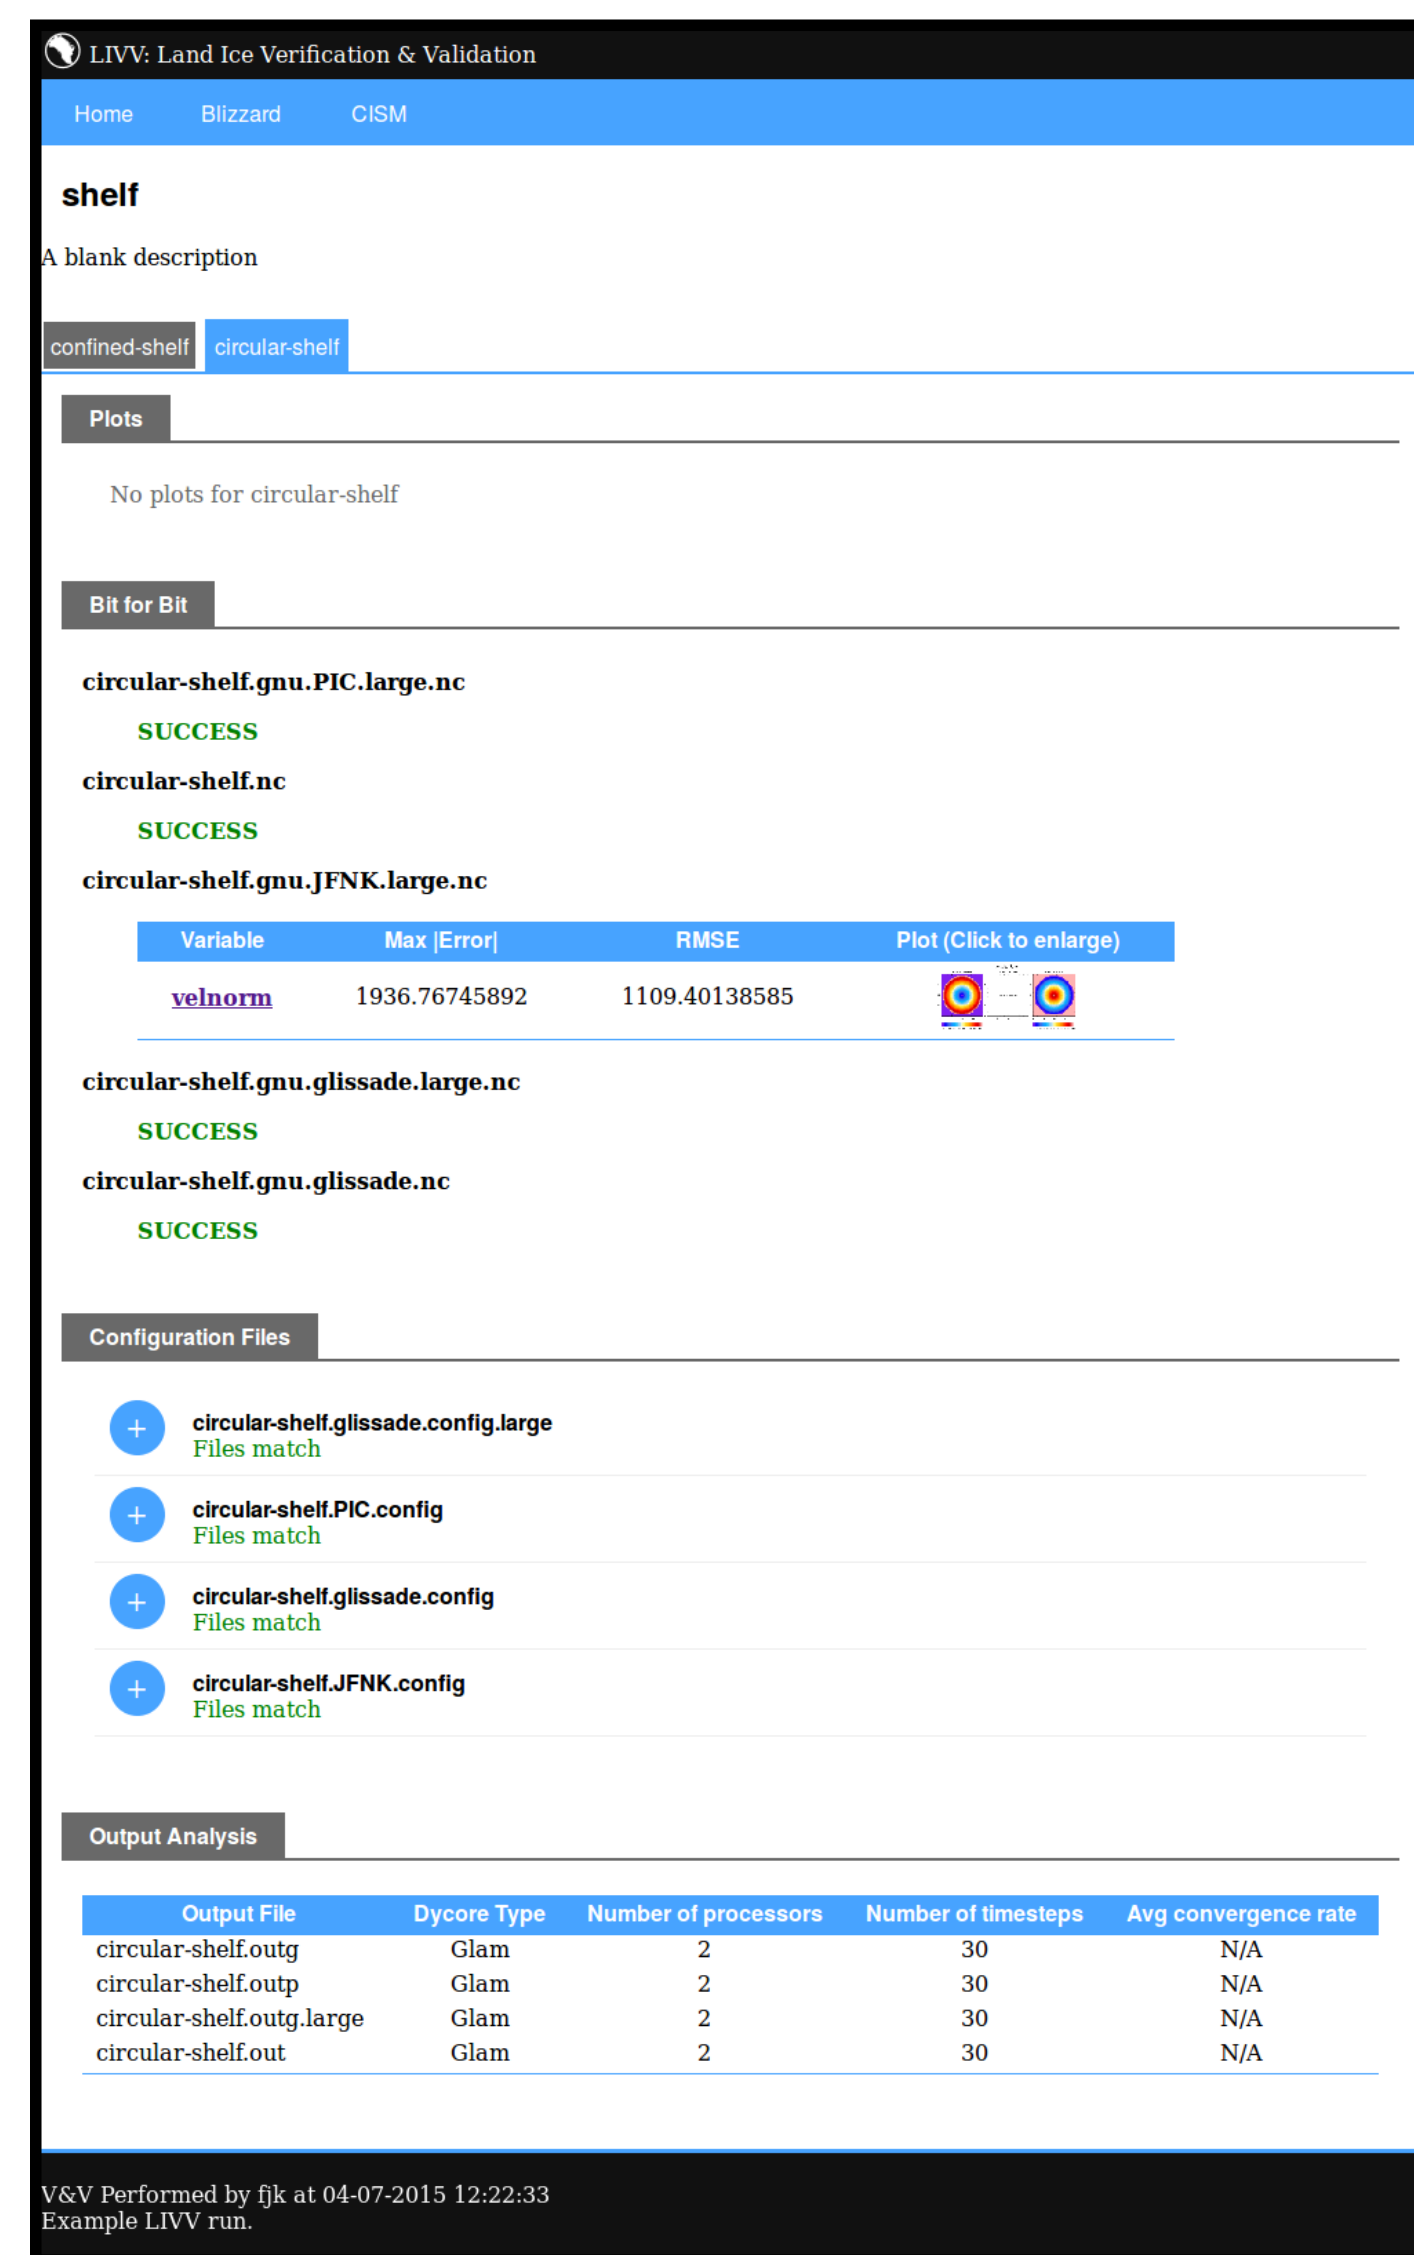 LIVV: Land Ice Verification & Validation
Home Blizzard CISM
shelf
A blank description
confined-shelf circular-shelf
Plots
No plots for circular-shelf
Bit for Bit
circular-shelf.gnu.PIC.large.nc
SUCCESS
circular-shelf.nc
SUCCESS
circular-shelf.gnu.JFNK.large.nc
Variable Max |Error| RMSE Plot (Click to enlarge)
velnorm 1936.76745892 1109.40138585
circular-shelf.gnu.glissade.large.nc
SUCCESS
circular-shelf.gnu.glissade.nc
SUCCESS
Configuration Files
+ circular-shelf.glissade.config.large
Files match
+ circular-shelf.PIC.config
Files match
+ circular-shelf.glissade.config
Files match
+ circular-shelf.JFNK.config
Files match
Output Analysis
Output File Dycore Type Number of processors Number of timesteps Avg convergence rate
circular-shelf.outg Glam 2 30 N/A
circular-shelf.outp Glam 2 30 N/A
circular-shelf.outg.large Glam 2 30 N/A
circular-shelf.out Glam 2 30 N/A
V&V Performed by fjk at 04-07-2015 12:22:33
Example LIVV run.